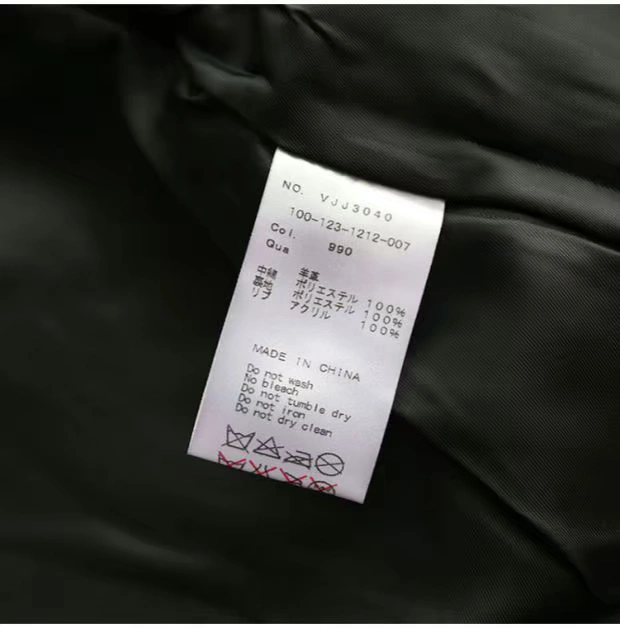 NO. VJJ3040
100-123-1212-007
Col. 990
Qua
羊革
中綿 ポリエステル 100%
裏地 ポリエステル 100%
リブ アクリル 100%
MADE IN CHINA
Do not wash
No bleach
Do not tumble dry
Do not iron
Do not dry clean